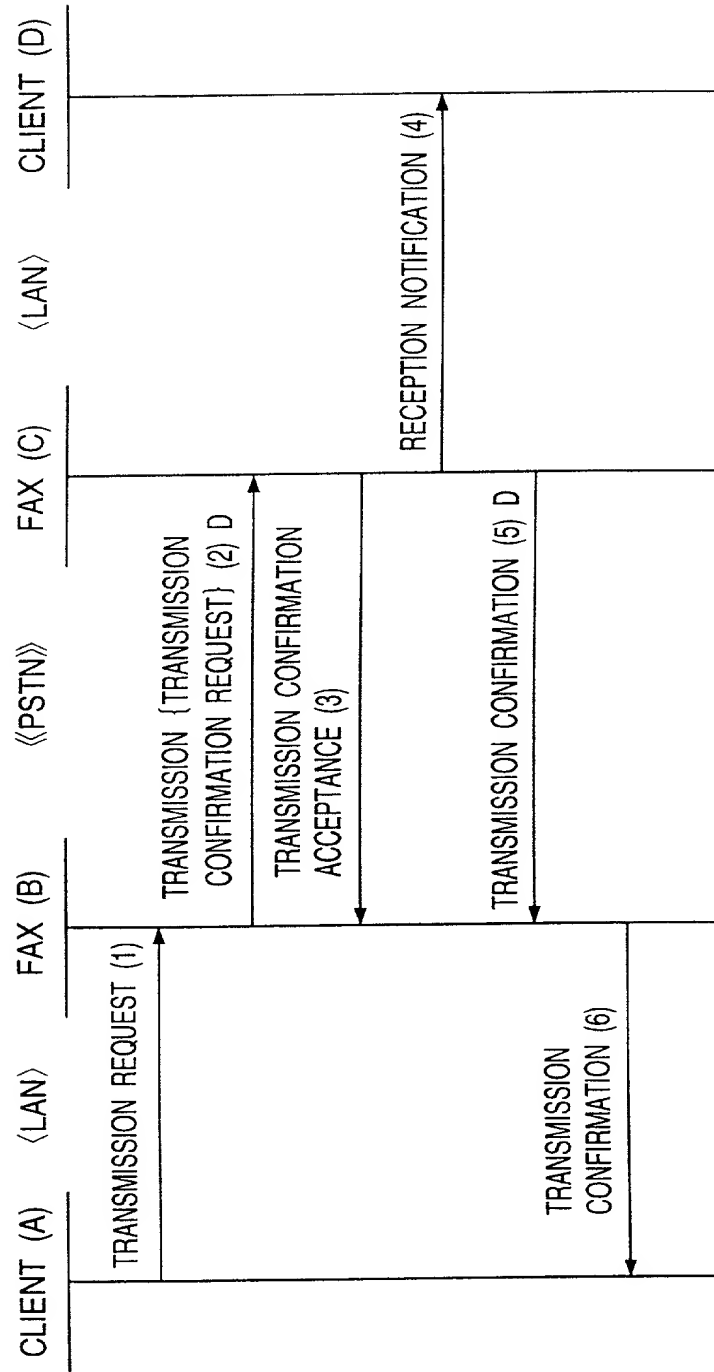 CLIENT (A) 〈LAN〉 FAX (B) 《PSTN》 FAX (C) 〈LAN〉 CLIENT (D)
TRANSMISSION REQUEST (1)
TRANSMISSION {TRANSMISSION
CONFIRMATION REQUEST} (2) D
TRANSMISSION CONFIRMATION
ACCEPTANCE (3)
RECEPTION NOTIFICATION (4)
TRANSMISSION CONFIRMATION (5) D
TRANSMISSION
CONFIRMATION (6)